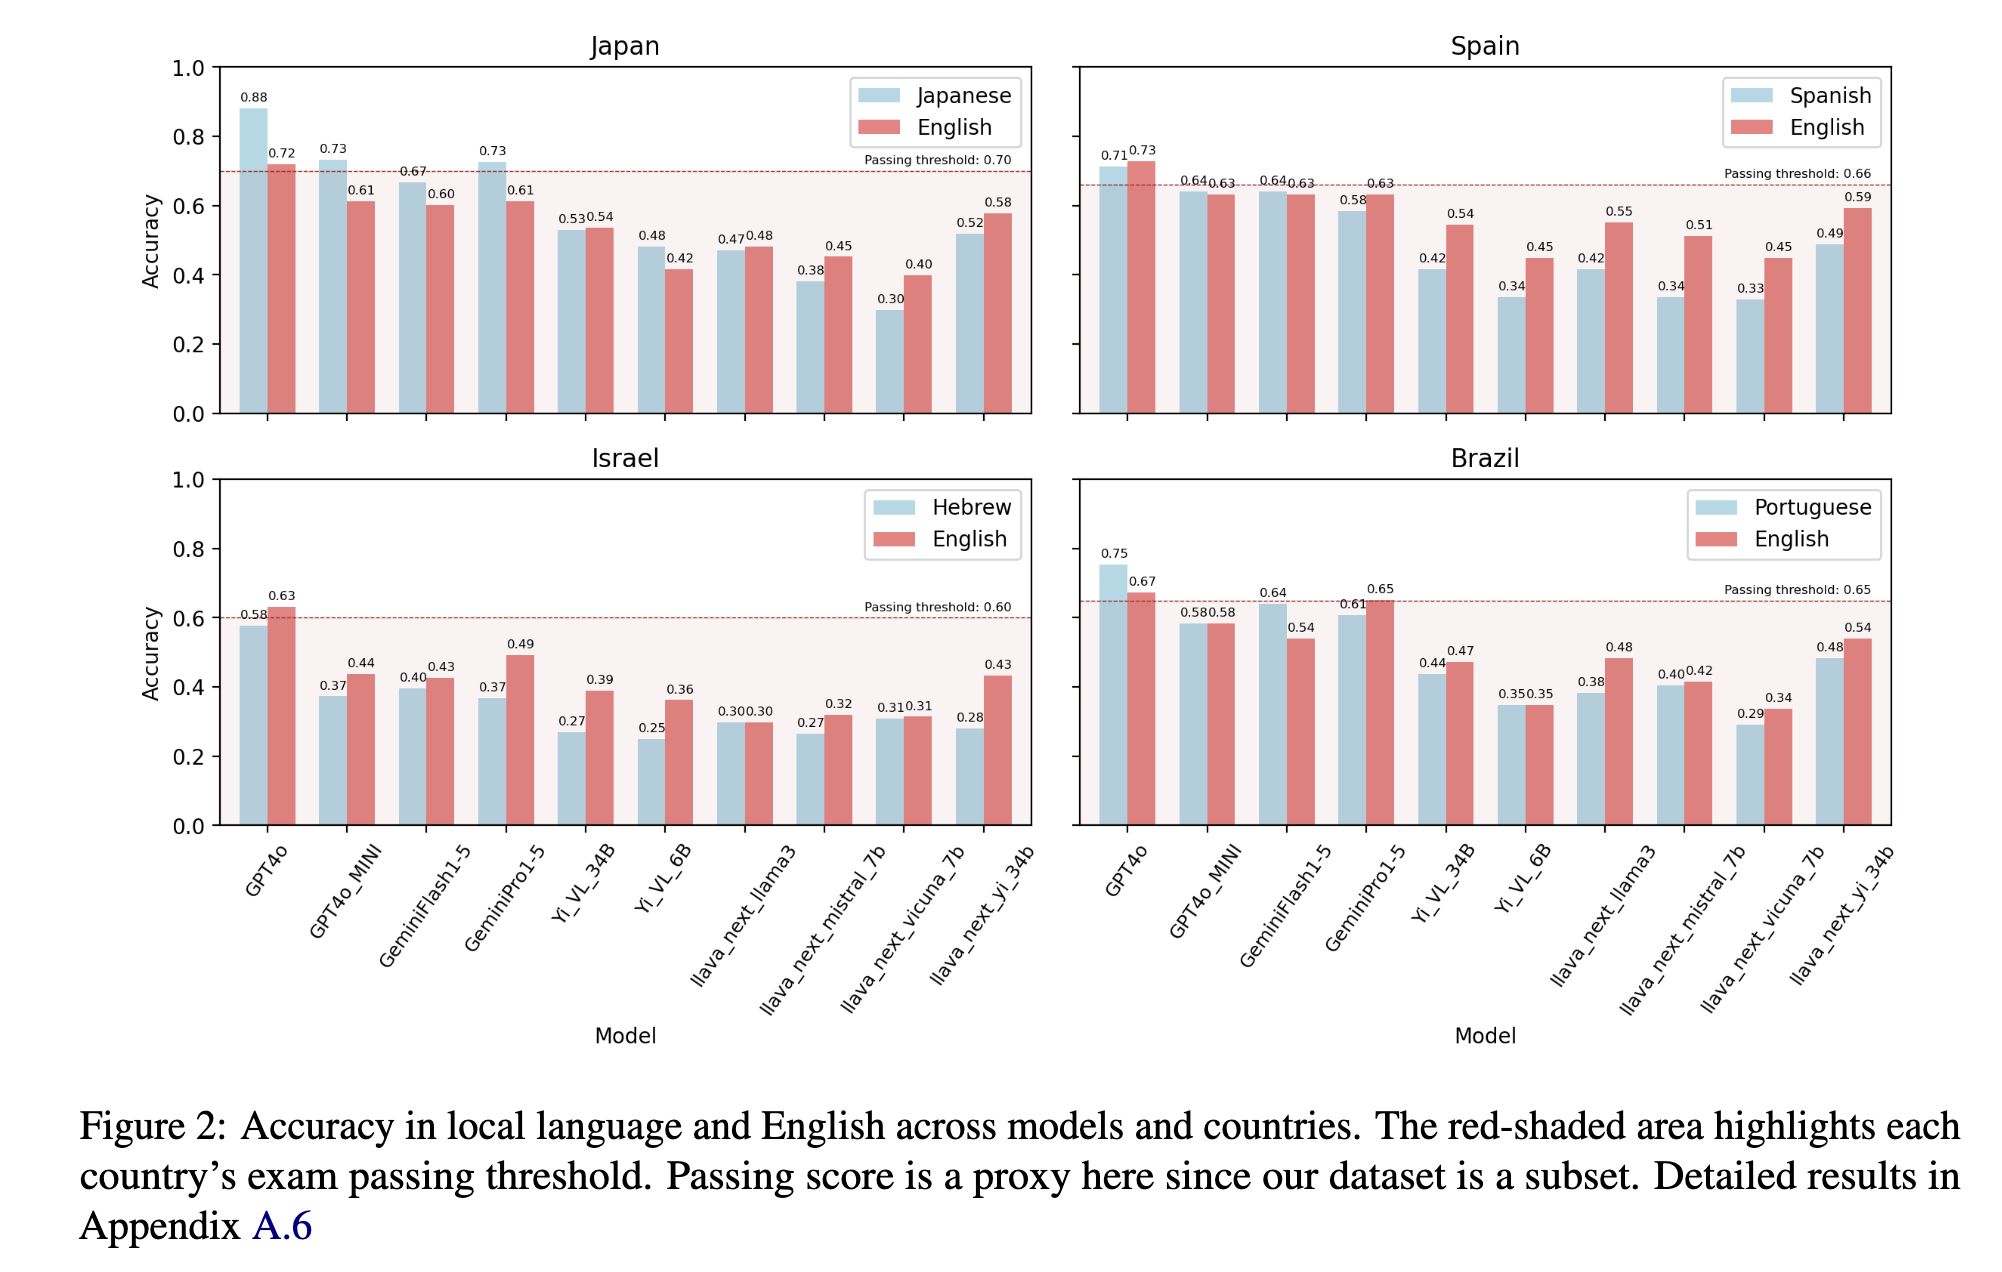 Japan
1.0
0.8
0.6
0.4
0.2
0.0
Accuracy
Japanese
English
Passing threshold: 0.70
0.88
0.72
0.73
0.61
0.67
0.60
0.73
0.61
0.53
0.54
0.48
0.42
0.47
0.48
0.38
0.45
0.30
0.40
0.52
0.58
Spain
Spanish
English
Passing threshold: 0.66
0.71
0.73
0.64
0.63
0.64
0.63
0.58
0.63
0.42
0.54
0.34
0.45
0.42
0.55
0.34
0.51
0.33
0.45
0.49
0.59
Israel
1.0
0.8
0.6
0.4
0.2
0.0
Accuracy
Hebrew
English
Passing threshold: 0.60
0.58
0.63
0.37
0.44
0.40
0.43
0.37
0.49
0.27
0.39
0.25
0.36
0.30
0.30
0.27
0.32
0.31
0.31
0.28
0.43
GPT4o
GPT4o_MINI
GeminiFlash1-5
GeminiPro1-5
Yi_VL_34B
Yi_VL_6B
llava_next_llama3
llava_next_mistral_7b
llava_next_vicuna_7b
llava_next_yi_34b
Model
Brazil
Portuguese
English
Passing threshold: 0.65
0.75
0.67
0.58
0.58
0.64
0.54
0.61
0.65
0.44
0.47
0.35
0.35
0.38
0.48
0.40
0.42
0.29
0.34
0.48
0.54
GPT4o
GPT4o_MINI
GeminiFlash1-5
GeminiPro1-5
Yi_VL_34B
Yi_VL_6B
llava_next_llama3
llava_next_mistral_7b
llava_next_vicuna_7b
llava_next_yi_34b
Model
Figure 2: Accuracy in local language and English across models and countries. The red-shaded area highlights each
country's exam passing threshold. Passing score is a proxy here since our dataset is a subset. Detailed results in
Appendix A.6